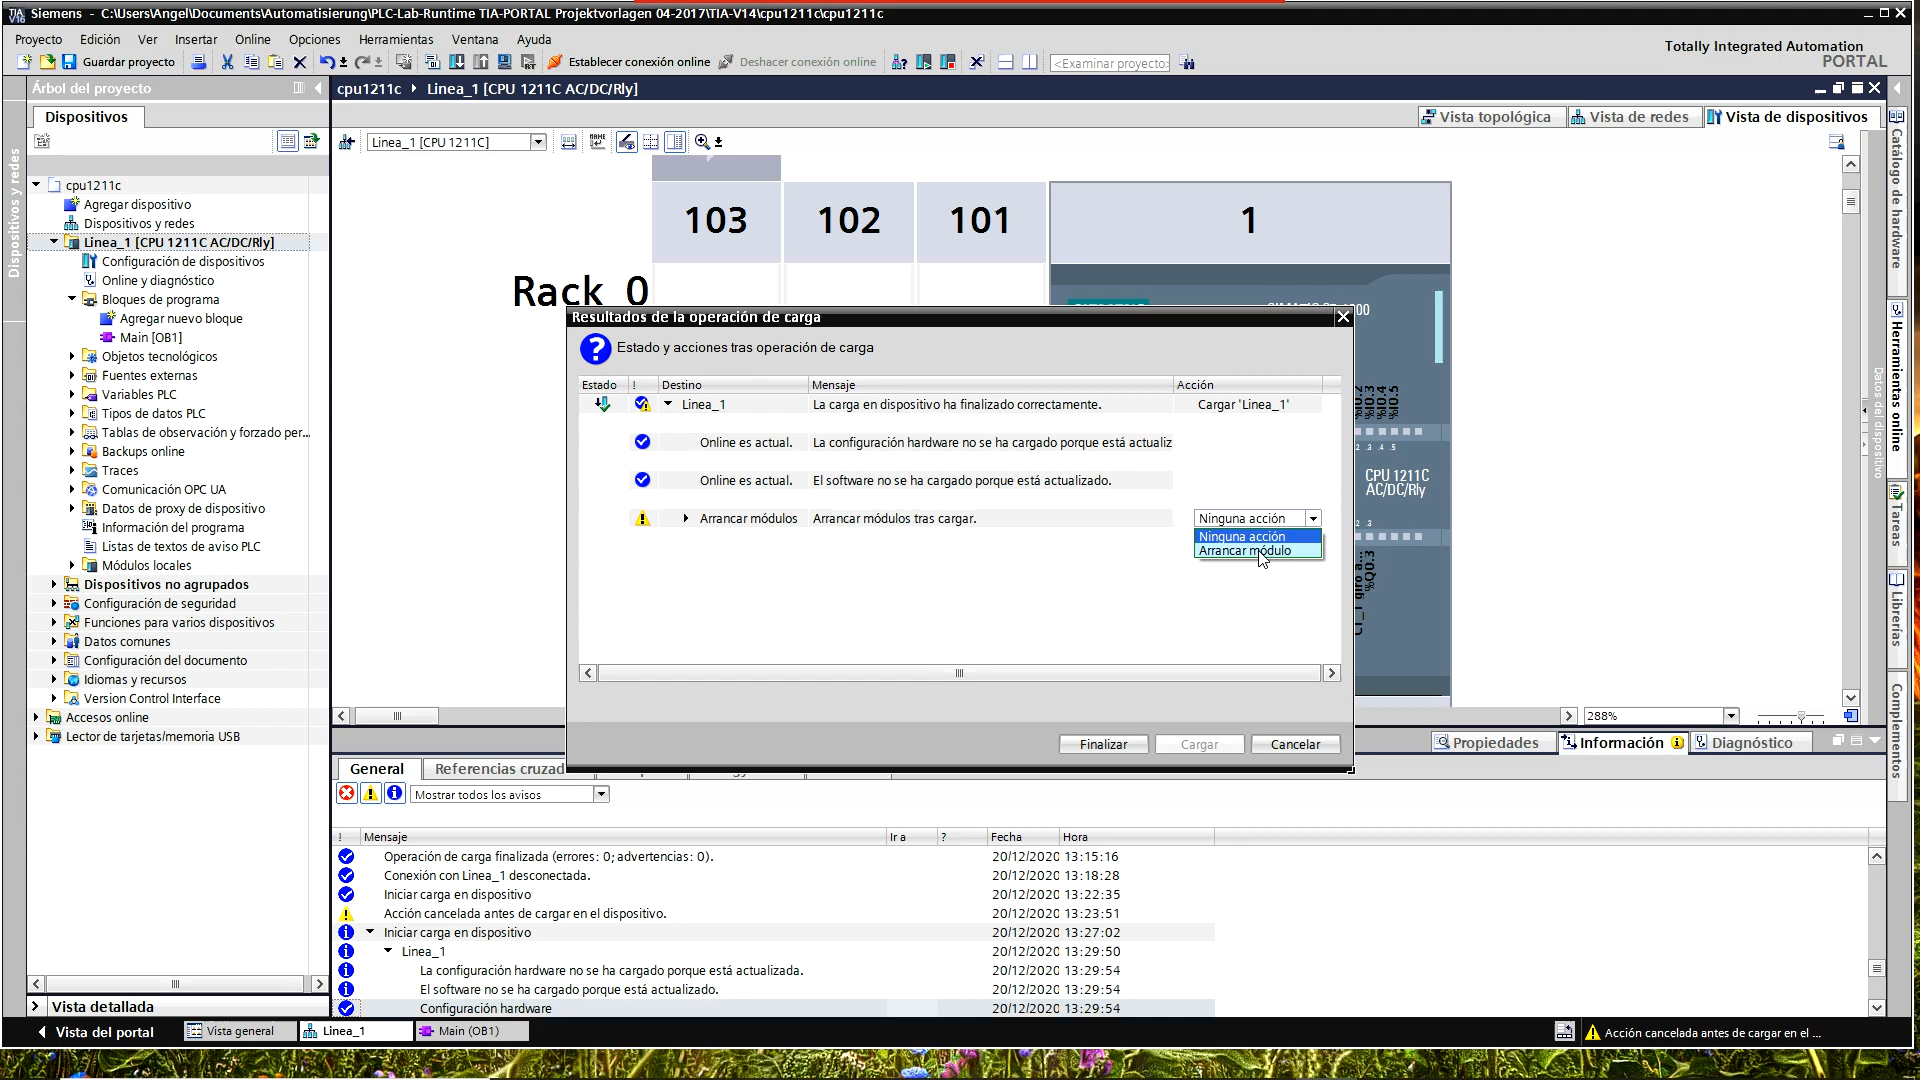 Siemens - C:\Users\Angel\Documents\Automatisierung\PLC-Lab-Runtime TIA-PORTAL Projektvorlagen 04-2017\TIA-V14\cpu1211c\cpu1211c
Proyecto Edición Ver Insertar Online Opciones Herramientas Ventana Ayuda
Totally Integrated Automation
PORTAL
Guardar proyecto
Establecer conexión online
Deshacer conexión online
<Examinar proyecto>
Árbol del proyecto
cpu1211c
Linea_1 [CPU 1211C AC/DC/Rly]
Dispositivos
Vista topológica
Vista de redes
Vista de dispositivos
Linea_1 [CPU 1211C]
Dispositivos y redes
cpu1211c
Agregar dispositivo
Dispositivos y redes
Linea_1 [CPU 1211C AC/DC/Rly]
Configuración de dispositivos
Online y diagnóstico
Bloques de programa
Agregar nuevo bloque
Main [OB1]
Objetos tecnológicos
Fuentes externas
Variables PLC
Tipos de datos PLC
Tablas de observación y forzado per...
Backups online
Traces
Comunicación OPC UA
Datos de proxy de dispositivo
Información del programa
Listas de textos de aviso PLC
Módulos locales
Dispositivos no agrupados
Configuración de seguridad
Funciones para varios dispositivos
Datos comunes
Configuración del documento
Idiomas y recursos
Version Control Interface
Accesos online
Lector de tarjetas/memoria USB
103 102 101 1
Rack_0
%I0.3
%I0.4
%I0.5
CPU 1211C
AC/DC/Rly
%Q0.3
Resultados de la operación de carga
Estado y acciones tras operación de carga
Estado ! Destino Mensaje Acción
Linea_1 La carga en dispositivo ha finalizado correctamente. Cargar 'Linea_1'
Online es actual. La configuración hardware no se ha cargado porque está actualiz
Online es actual. El software no se ha cargado porque está actualizado.
Arrancar módulos Arrancar módulos tras cargar. Ninguna acción
Ninguna acción
Arrancar módulo
Finalizar Cargar Cancelar
288%
Catálogo de hardware
Herramientas online
Datos del dispositivo
Tareas
Librerías
Complementos
Propiedades Información Diagnóstico
General Referencias cruzad
Mostrar todos los avisos
! Mensaje Ir a ? Fecha Hora
Operación de carga finalizada (errores: 0; advertencias: 0). 20/12/2020 13:15:16
Conexión con Linea_1 desconectada. 20/12/2020 13:18:28
Iniciar carga en dispositivo 20/12/2020 13:22:35
Acción cancelada antes de cargar en el dispositivo. 20/12/2020 13:23:51
Iniciar carga en dispositivo 20/12/2020 13:27:02
Linea_1 20/12/2020 13:29:50
La configuración hardware no se ha cargado porque está actualizada. 20/12/2020 13:29:54
El software no se ha cargado porque está actualizado. 20/12/2020 13:29:54
Configuración hardware 20/12/2020 13:29:54
Vista detallada
Vista del portal
Vista general
Linea_1
Main (OB1)
Acción cancelada antes de cargar en el ...